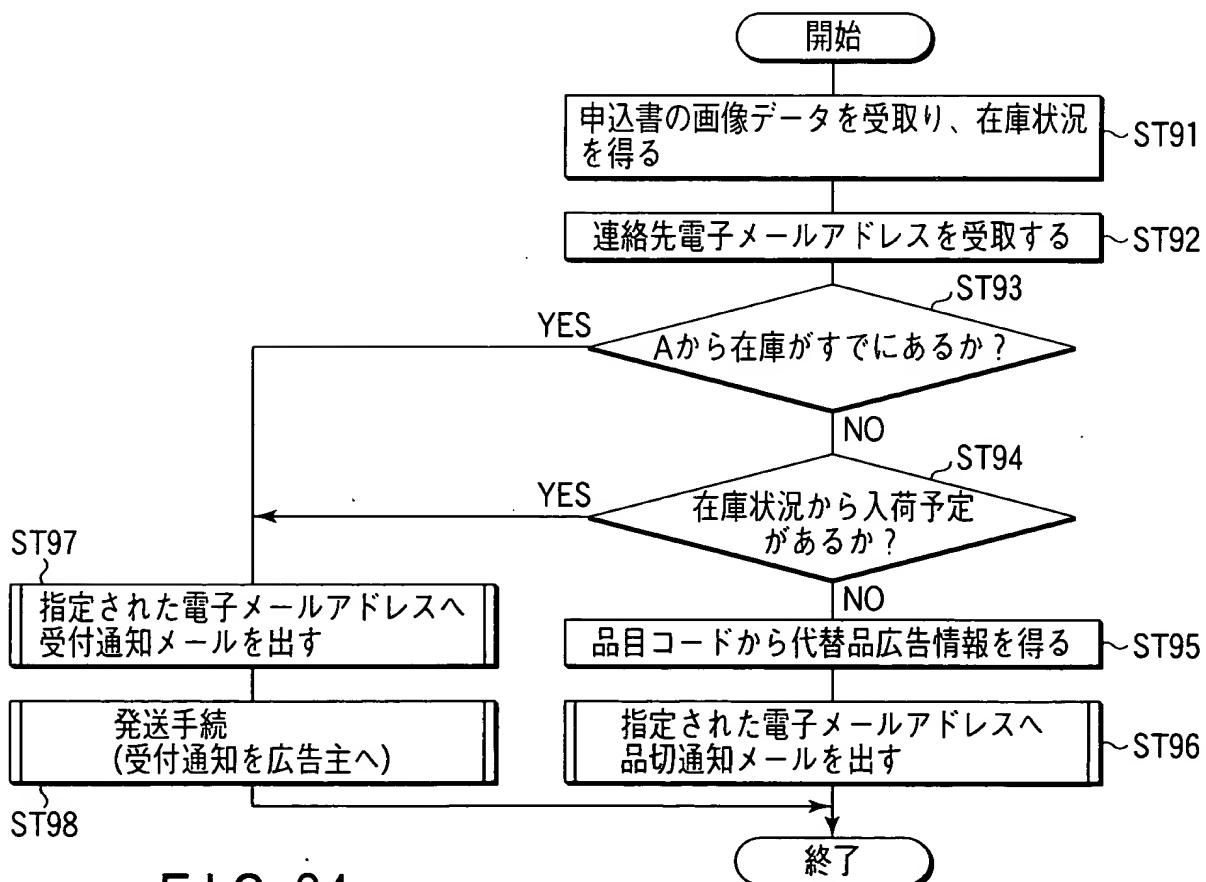 開始
申込書の画像データを受取り、在庫状況
を得る
ST91
連絡先電子メールアドレスを受取する
ST92
ST93
YES
Aから在庫がすでにあるか?
NO
ST94
YES
在庫状況から入荷予定
があるか?
NO
ST97
指定された電子メールアドレスへ
受付通知メールを出す
品目コードから代替品広告情報を得る
ST95
発送手続
(受付通知を広告主へ)
ST98
指定された電子メールアドレスへ
品切通知メールを出す
ST96
終了